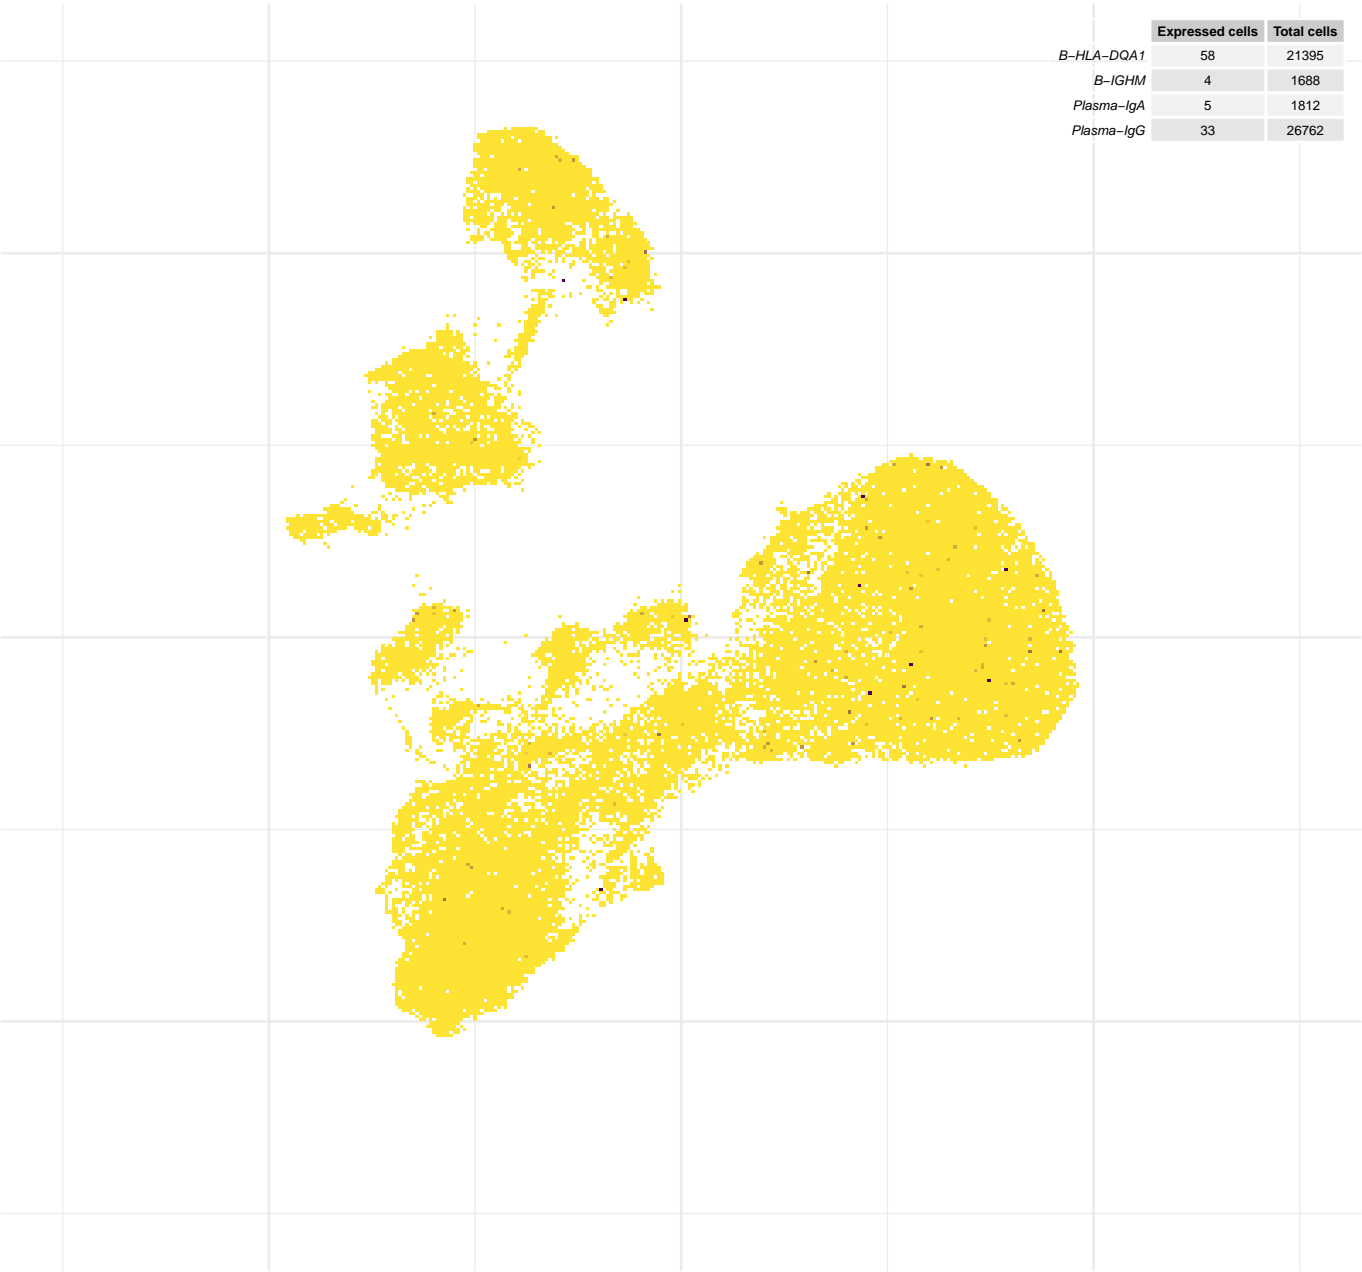 Expressed cells Total cells
B−HLA−DQA1 58 21395
B−IGHM 4 1688
Plasma−IgA 5 1812
Plasma−IgG 33 26762